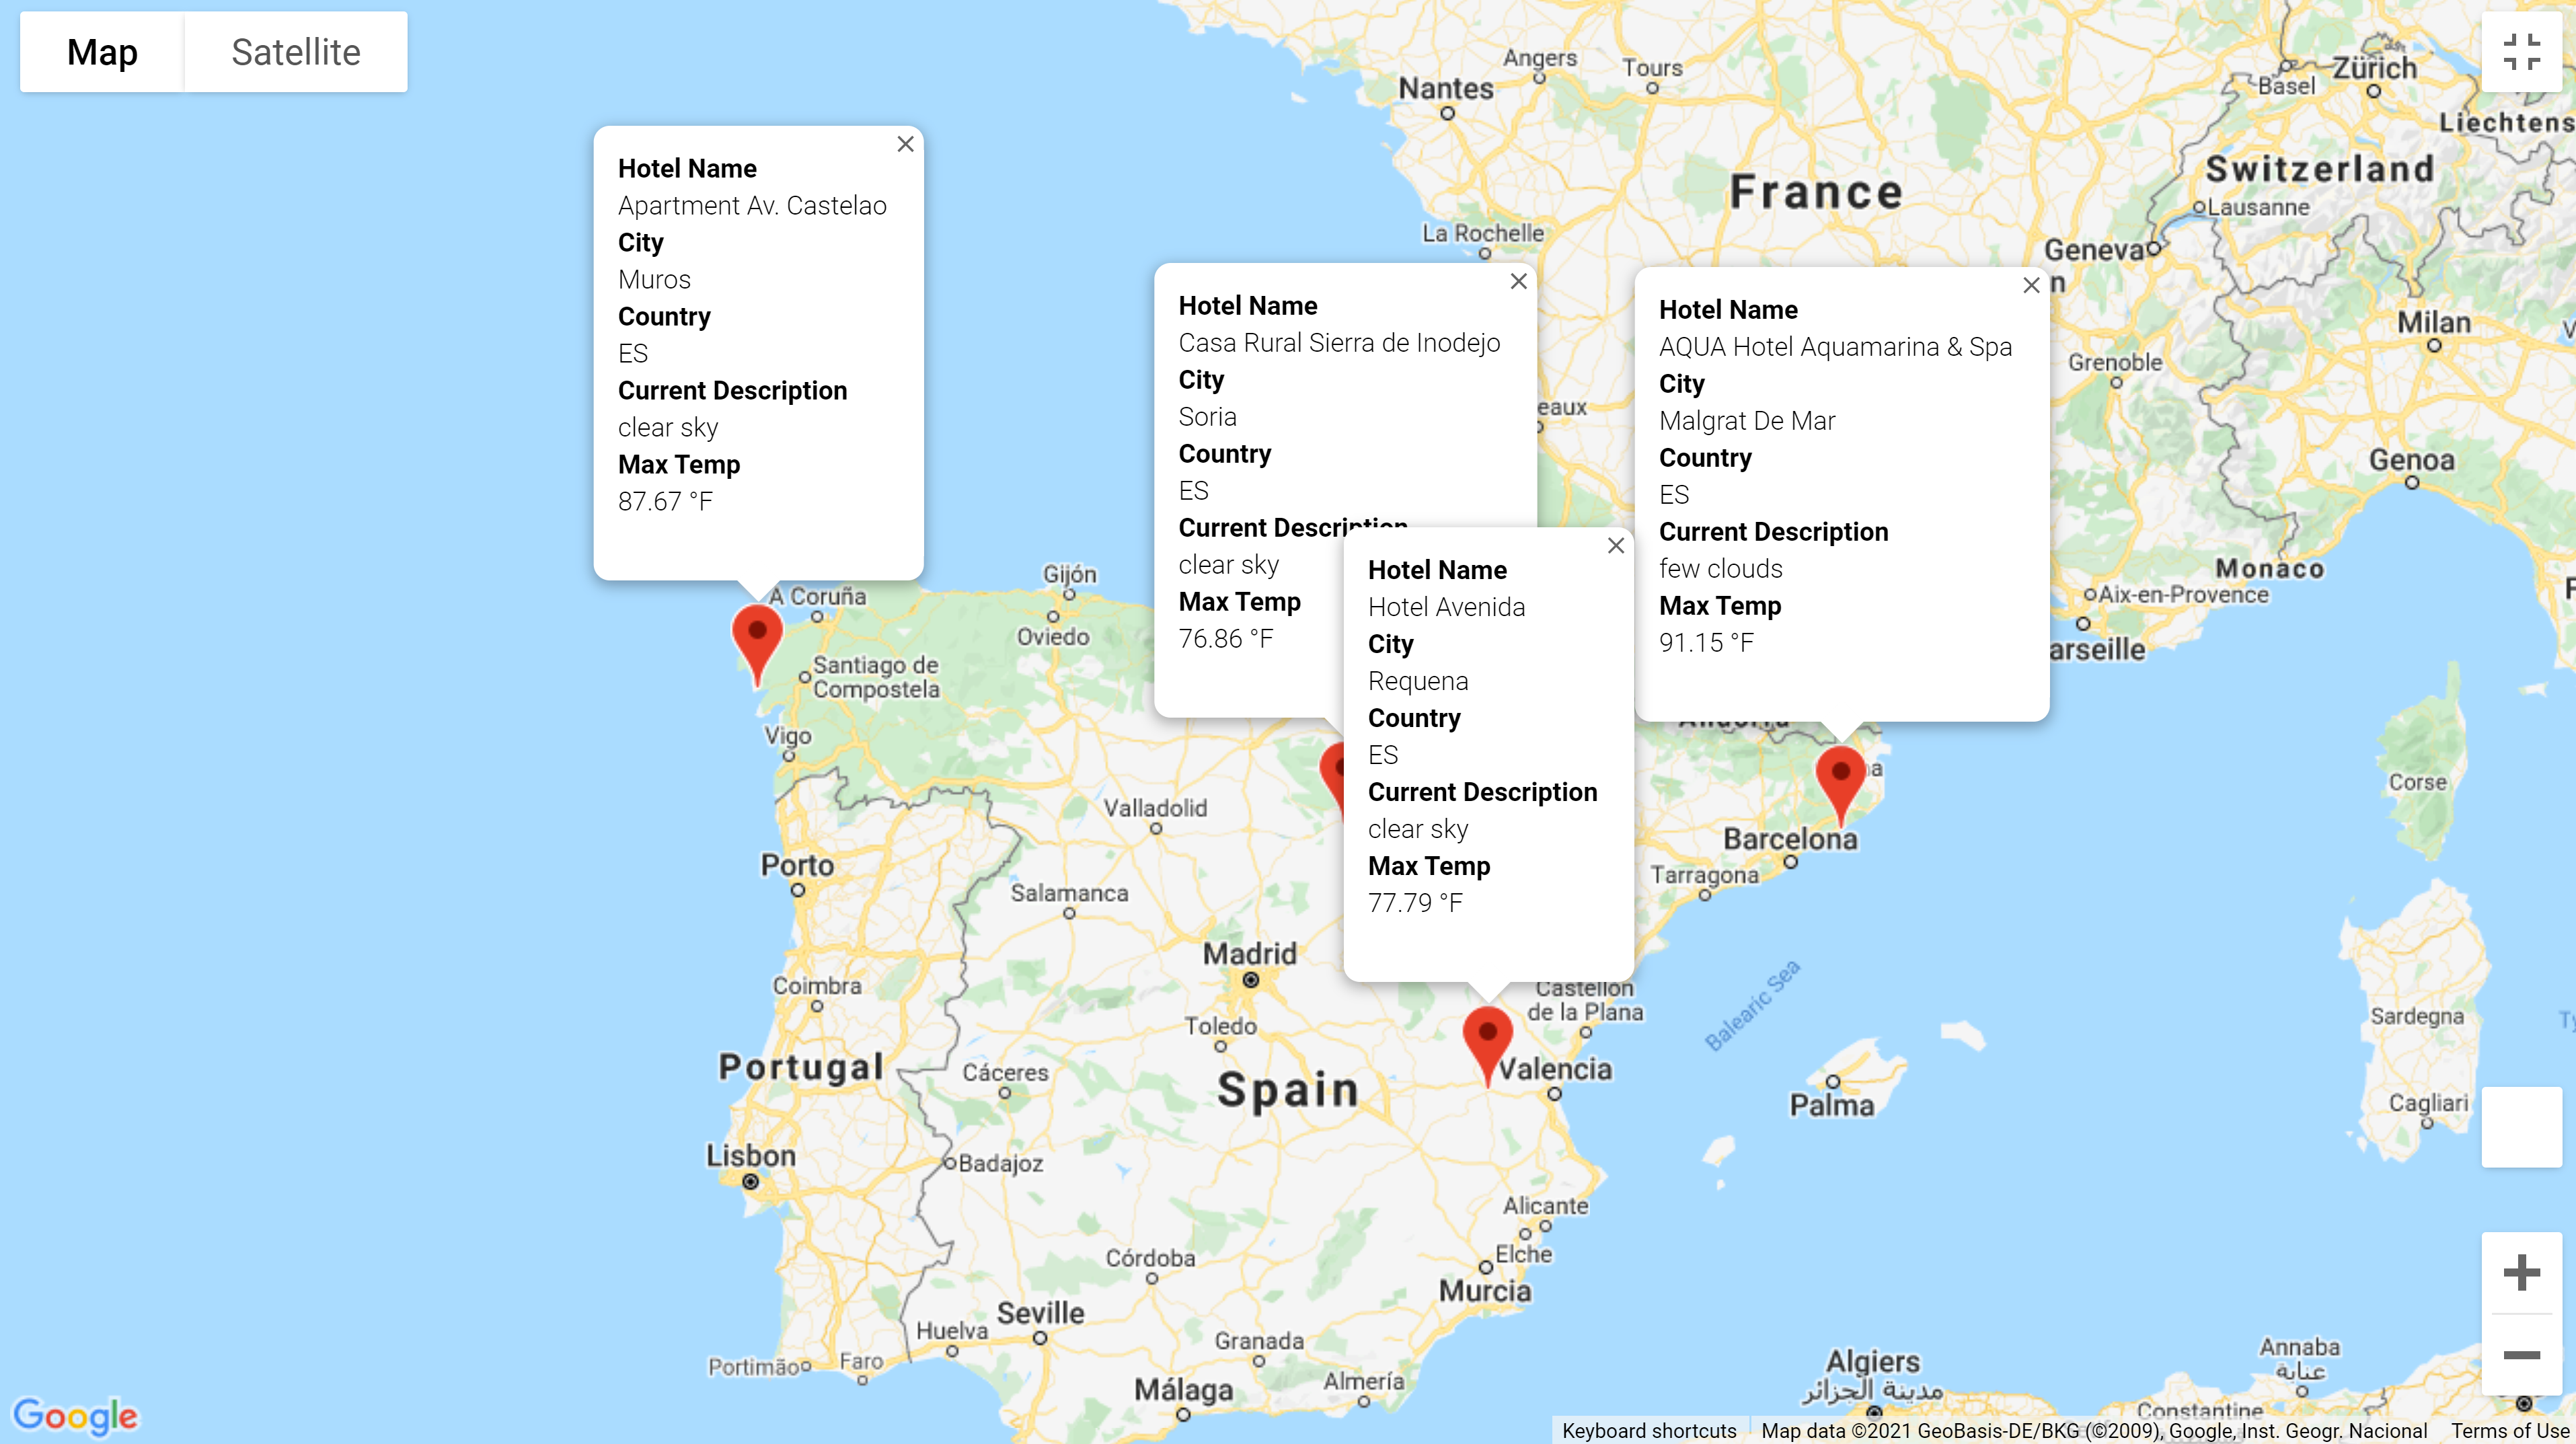 Map
Satellite
Angers
Tours
Nantes
Zürich
Basel
Liechtens
Switzerland
France
Lausanne
La Rochelle
Geneva
Milan
Grenoble
Genoa
Monaco
Aix-en-Provence
Hotel Name
Apartment Av. Castelao
City
Muros
Country
ES
Current Description
clear sky
Max Temp
87.67 °F
Hotel Name
Casa Rural Sierra de Inodejo
City
Soria
Country
ES
Current Description
clear sky
Max Temp
76.86 °F
Hotel Name
AQUA Hotel Aquamarina & Spa
City
Malgrat De Mar
Country
ES
Current Description
few clouds
Max Temp
91.15 °F
Hotel Name
Hotel Avenida
City
Requena
Country
ES
Current Description
clear sky
Max Temp
77.79 °F
eaux
arseille
Andorra
A Coruña
Gijón
Oviedo
Santiago de
Compostela
Vigo
Valladolid
Porto
Salamanca
Barcelona
Tarragona
Corse
Madrid
Coimbra
Toledo
Castellón
de la Plana
Balearic Sea
Sardegna
Portugal
Cáceres
Spain
Valencia
Palma
Cagliari
Lisbon
Badajoz
Alicante
Elche
Murcia
Córdoba
Seville
Huelva
Granada
Portimão
Faro
Málaga
Almería
Algiers
مدينة الجزائر
Annaba
عنابة
Constantine
Google
Keyboard shortcuts
Map data ©2021 GeoBasis-DE/BKG (©2009), Google, Inst. Geogr. Nacional
Terms of Use